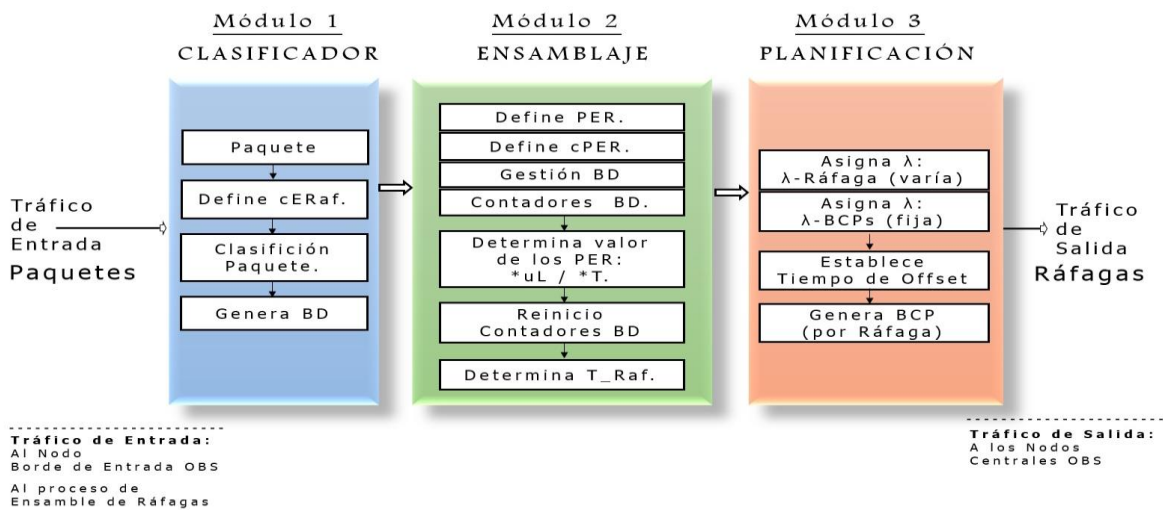 Módulo 1
CLASIFICADOR
Módulo 2
ENSAMBLAJE
Módulo 3
PLANIFICACIÓN
Tráfico
de
Entrada
Paquetes
Paquete
Define cERaf.
Clasifición
Paquete.
Genera BD
Define PER.
Define cPER.
Gestión BD
Contadores BD.
Determina valor
de los PER:
*uL / *T.
Reinicio
Contadores BD
Determina T_Raf.
Asigna λ:
λ-Ráfaga (varía)
Asigna λ:
λ-BCPs (fija)
Establece
Tiempo de Offset
Genera BCP
(por Ráfaga)
Tráfico
de
Salida
Ráfagas
Tráfico de Entrada:
Al Nodo
Borde de Entrada OBS
Al proceso de
Ensamble de Ráfagas
Tráfico de Salida:
A los Nodos
Centrales OBS